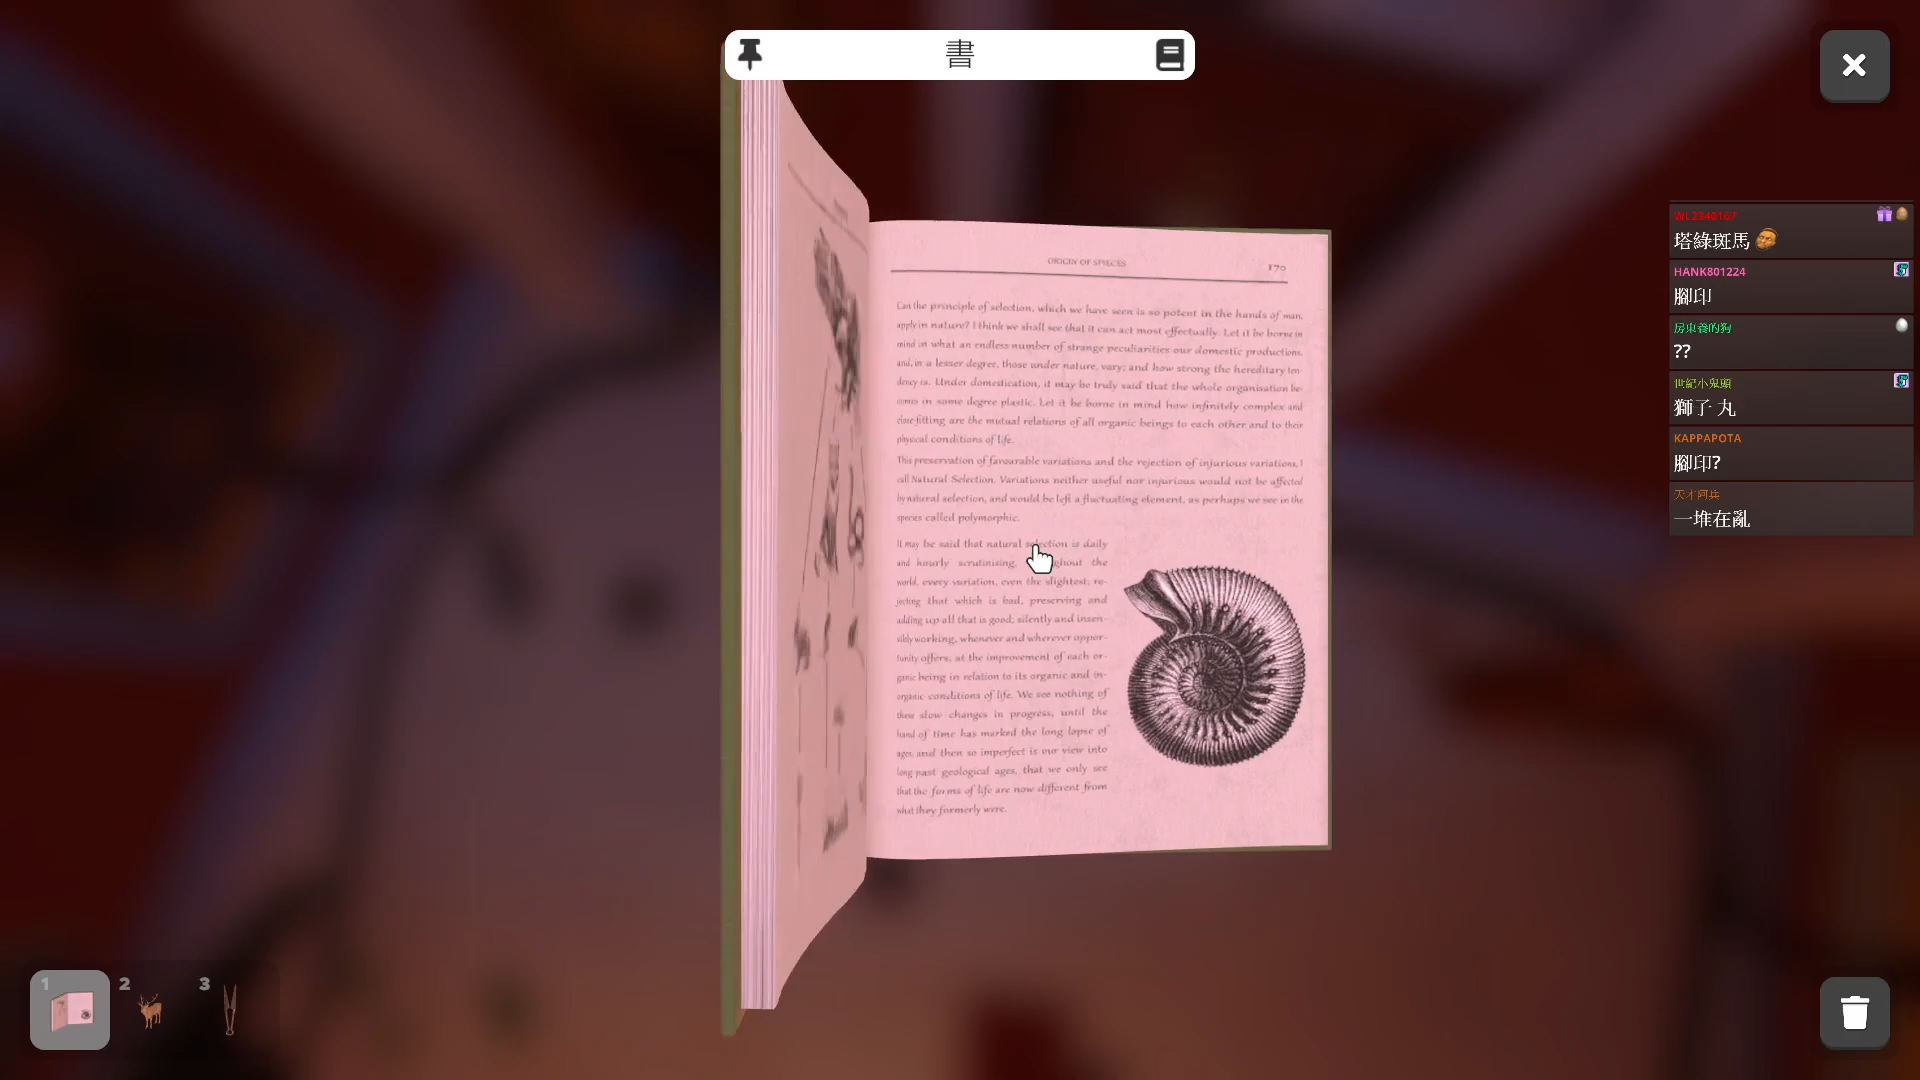 書
ORIGIN OF SPECIES
170
Can the principle of selection, which we have seen is so potent in the hands of man,
apply in nature? I think we shall see that it can act most effectually. Let it be borne in
mind in what an endless number of strange peculiarities our domestic productions,
and, in a lesser degree, those under nature, vary; and how strong the hereditary ten-
dency is. Under domestication, it may be truly said that the whole organisation be-
comes in some degree plastic. Let it be borne in mind how infinitely complex and
close-fitting are the mutual relations of all organic beings to each other and to their
physical conditions of life.
This preservation of favourable variations and the rejection of injurious variations, I
call Natural Selection. Variations neither useful nor injurious would not be affected
by natural selection, and would be left a fluctuating element, as perhaps we see in the
species called polymorphic.
It may be said that natural selection is daily
and hourly scrutinising, ghout the
world, every variation, even the slightest; re-
jecting that which is bad, preserving and
adding up all that is good; silently and insen-
sibly working, whenever and wherever oppor-
tunity offers, at the improvement of each or-
ganic being in relation to its organic and in-
organic conditions of life. We see nothing of
these slow changes in progress, until the
hand of time has marked the long lapse of
ages, and then so imperfect is our view into
long past geological ages, that we only see
that the forms of life are now different from
what they formerly were.
WL2340167
塔綠斑馬
HANK801224
腳印
房東養的狗
??
世紀小鬼頭
獅子 丸
KAPPAPOTA
腳印?
天才阿兵
一堆在亂
1
2
3